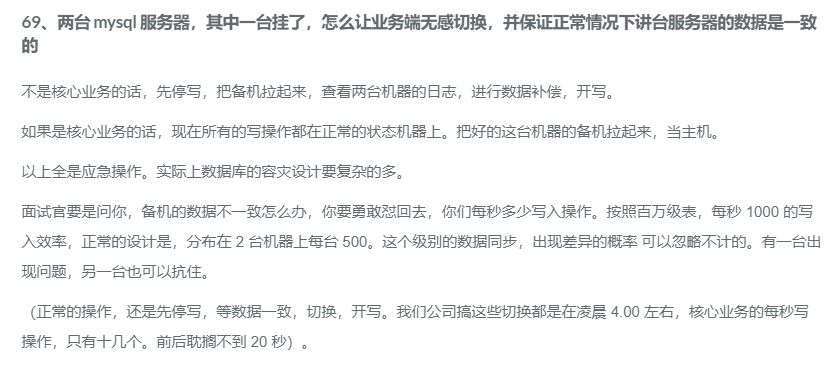 69、两台 mysql 服务器，其中一台挂了，怎么让业务端无感切换，并保证正常情况下讲台服务器的数据是一致
的
不是核心业务的话，先停写，把备机拉起来，查看两台机器的日志，进行数据补偿，开写。
如果是核心业务的话，现在所有的写操作都在正常的状态机器上。把好的这台机器的备机拉起来，当主机。
以上全是应急操作。实际上数据库的容灾设计要复杂的多。
面试官要是问你，备机的数据不一致怎么办，你要勇敢怼回去，你们每秒多少写入操作。按照百万级表，每秒 1000 的写
入效率，正常的设计是，分布在 2 台机器上每台 500。这个级别的数据同步，出现差异的概率 可以忽略不计的。有一台出
现问题，另一台也可以抗住。
（正常的操作，还是先停写，等数据一致，切换，开写。我们公司搞这些切换都是在凌晨 4.00 左右，核心业务的每秒写
操作，只有十几个。前后耽搁不到 20 秒）。